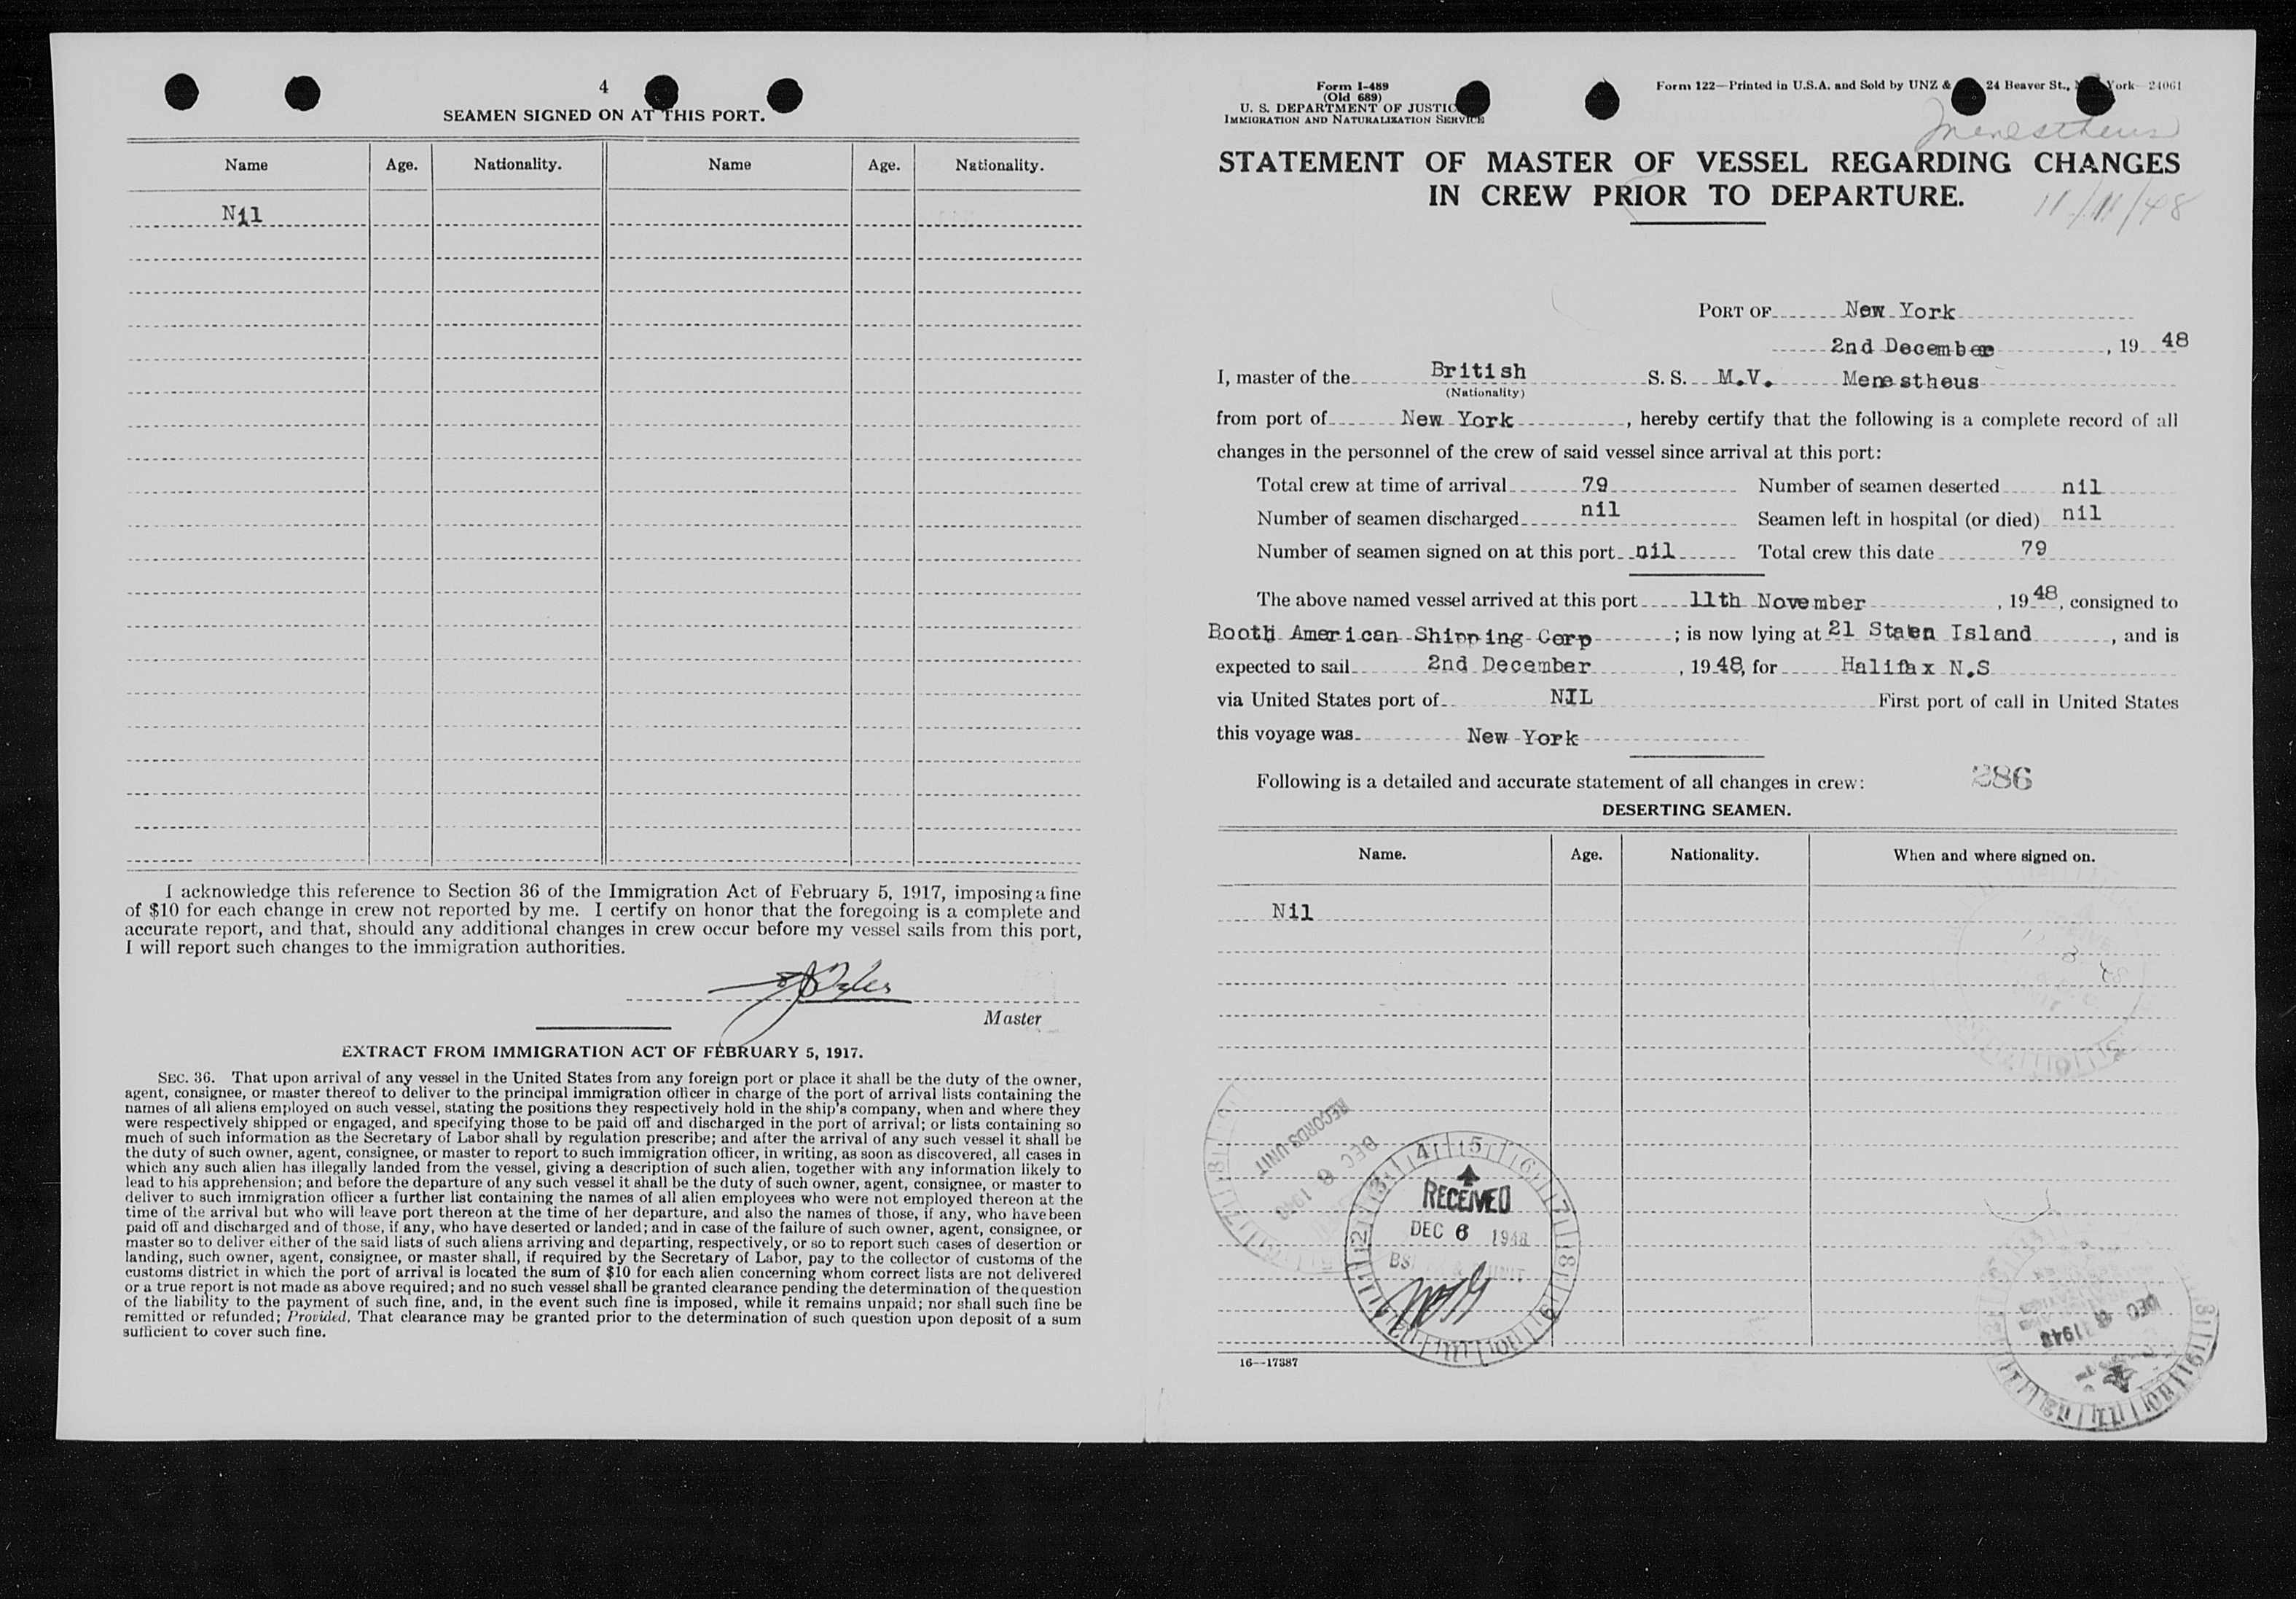 4
SEAMEN SIGNED ON AT THIS PORT.
Name Age. Nationality. Name Age. Nationality.
Nil
I acknowledge this reference to Section 36 of the Immigration Act of February 5, 1917, imposing a fine
of $10 for each change in crew not reported by me. I certify on honor that the foregoing is a complete and
accurate report, and that, should any additional changes in crew occur before my vessel sails from this port,
I will report such changes to the immigration authorities.
Master
EXTRACT FROM IMMIGRATION ACT OF FEBRUARY 5, 1917.
SEC. 36. That upon arrival of any vessel in the United States from any foreign port or place it shall be the duty of the owner,
agent, consignee, or master thereof to deliver to the principal immigration officer in charge of the port of arrival lists containing the
names of all aliens employed on such vessel, stating the positions they respectively hold in the ship's company, when and where they
were respectively shipped or engaged, and specifying those to be paid off and discharged in the port of arrival; or lists containing so
much of such information as the Secretary of Labor shall by regulation prescribe; and after the arrival of any such vessel it shall be
the duty of such owner, agent, consignee, or master to report to such immigration officer, in writing, as soon as discovered, all cases in
which any such alien has illegally landed from the vessel, giving a description of such alien, together with any information likely to
lead to his apprehension; and before the departure of any such vessel it shall be the duty of such owner, agent, consignee, or master to
deliver to such immigration officer a further list containing the names of all alien employees who were not employed thereon at the
time of the arrival but who will leave port thereon at the time of her departure, and also the names of those, if any, who have been
paid off and discharged and of those, if any, who have deserted or landed; and in case of the failure of such owner, agent, consignee, or
master so to deliver either of the said lists of such aliens arriving and departing, respectively, or so to report such cases of desertion or
landing, such owner, agent, consignee, or master shall, if required by the Secretary of Labor, pay to the collector of customs of the
customs district in which the port of arrival is located the sum of $10 for each alien concerning whom correct lists are not delivered
or a true report is not made as above required; and no such vessel shall be granted clearance pending the determination of the question
of the liability to the payment of such fine, and, in the event such fine is imposed, while it remains unpaid; nor shall such fine be
remitted or refunded; Provided, That clearance may be granted prior to the determination of such question upon deposit of a sum
sufficient to cover such fine.
Form I-489
(Old 689)
U. S. DEPARTMENT OF JUSTIC
IMMIGRATION AND NATURALIZATION SERVICE
Form 122—Printed in U.S.A. and Sold by UNZ & 24 Beaver St., York—24061
Menestheus
STATEMENT OF MASTER OF VESSEL REGARDING CHANGES
IN CREW PRIOR TO DEPARTURE.
11/11/48
PORT OF New York
2nd December, 19 48
I, master of the British S. S. M.V. Menestheus
(Nationality)
from port of New York, hereby certify that the following is a complete record of all
changes in the personnel of the crew of said vessel since arrival at this port:
Total crew at time of arrival 79 Number of seamen deserted nil
Number of seamen discharged nil Seamen left in hospital (or died) nil
Number of seamen signed on at this port nil Total crew this date 79
The above named vessel arrived at this port 11th November, 19 48, consigned to
Booth American Shipping Corp; is now lying at 21 Staten Island, and is
expected to sail 2nd December, 19 48, for Halifax N.S
via United States port of NIL First port of call in United States
this voyage was New York
Following is a detailed and accurate statement of all changes in crew: 286
DESERTING SEAMEN.
Name. Age. Nationality. When and where signed on.
Nil
RECORDS UNIT
DEC 8 1948
RECEIVED
DEC 6 1948
DEC 6 1948
16—17387